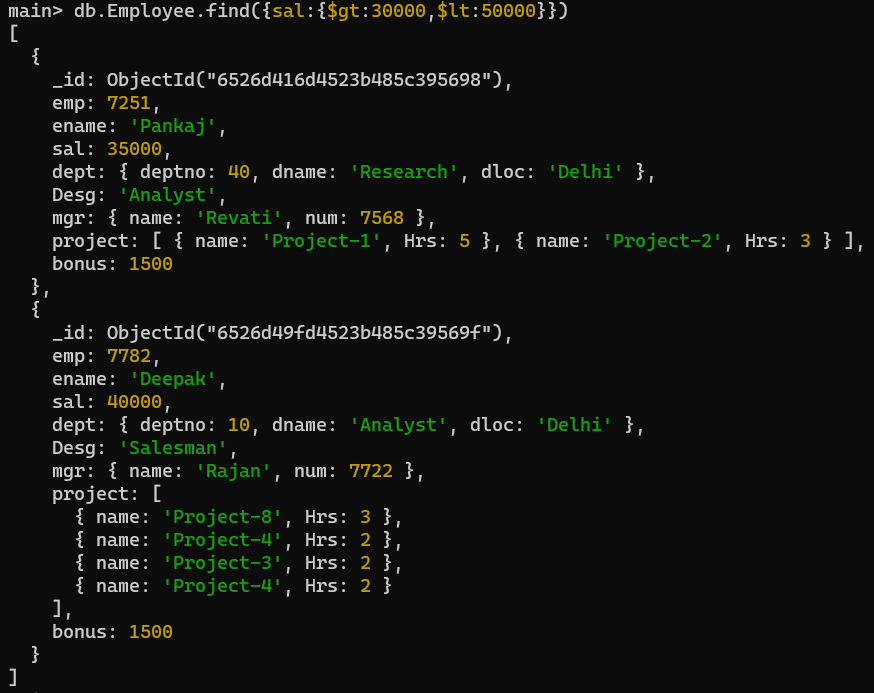 main> db.Employee.find({sal:{$gt:30000,$lt:50000}})
[
  {
    _id: ObjectId("6526d416d4523b485c395698"),
    emp: 7251,
    ename: 'Pankaj',
    sal: 35000,
    dept: { deptno: 40, dname: 'Research', dloc: 'Delhi' },
    Desg: 'Analyst',
    mgr: { name: 'Revati', num: 7568 },
    project: [ { name: 'Project-1', Hrs: 5 }, { name: 'Project-2', Hrs: 3 } ],
    bonus: 1500
  },
  {
    _id: ObjectId("6526d49fd4523b485c39569f"),
    emp: 7782,
    ename: 'Deepak',
    sal: 40000,
    dept: { deptno: 10, dname: 'Analyst', dloc: 'Delhi' },
    Desg: 'Salesman',
    mgr: { name: 'Rajan', num: 7722 },
    project: [
      { name: 'Project-8', Hrs: 3 },
      { name: 'Project-4', Hrs: 2 },
      { name: 'Project-3', Hrs: 2 },
      { name: 'Project-4', Hrs: 2 }
    ],
    bonus: 1500
  }
]